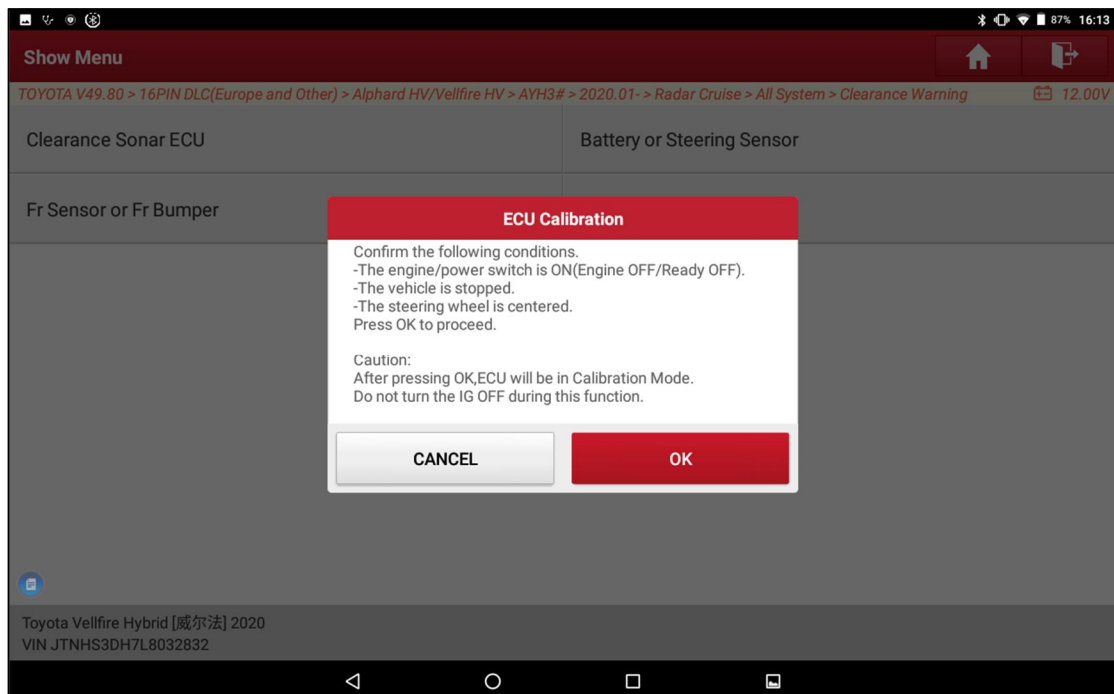 87% 16:13
Show Menu
TOYOTA V49.80 > 16PIN DLC(Europe and Other) > Alphard HV/Vellfire HV > AYH3# > 2020.01- > Radar Cruise > All System > Clearance Warning 12.00V
Clearance Sonar ECU
Battery or Steering Sensor
Fr Sensor or Fr Bumper
ECU Calibration
Confirm the following conditions.
-The engine/power switch is ON(Engine OFF/Ready OFF).
-The vehicle is stopped.
-The steering wheel is centered.
Press OK to proceed.
Caution:
After pressing OK,ECU will be in Calibration Mode.
Do not turn the IG OFF during this function.
CANCEL
OK
Toyota Vellfire Hybrid [威尔法] 2020
VIN JTNHS3DH7L8032832